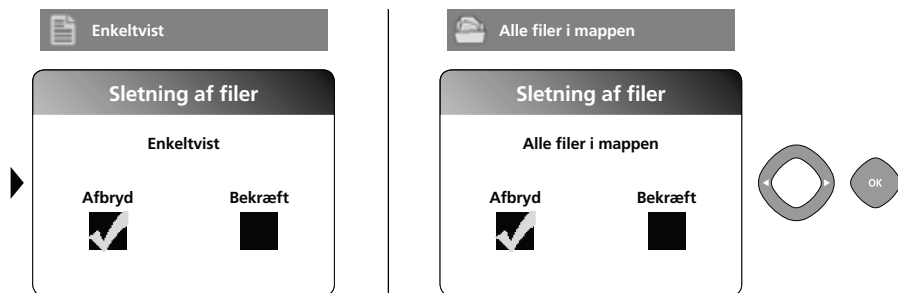 Enkeltvist
Sletning af filer
Enkeltvist
Afbryd Bekræft
Alle filer i mappen
Sletning af filer
Alle filer i mappen
Afbryd Bekræft
OK